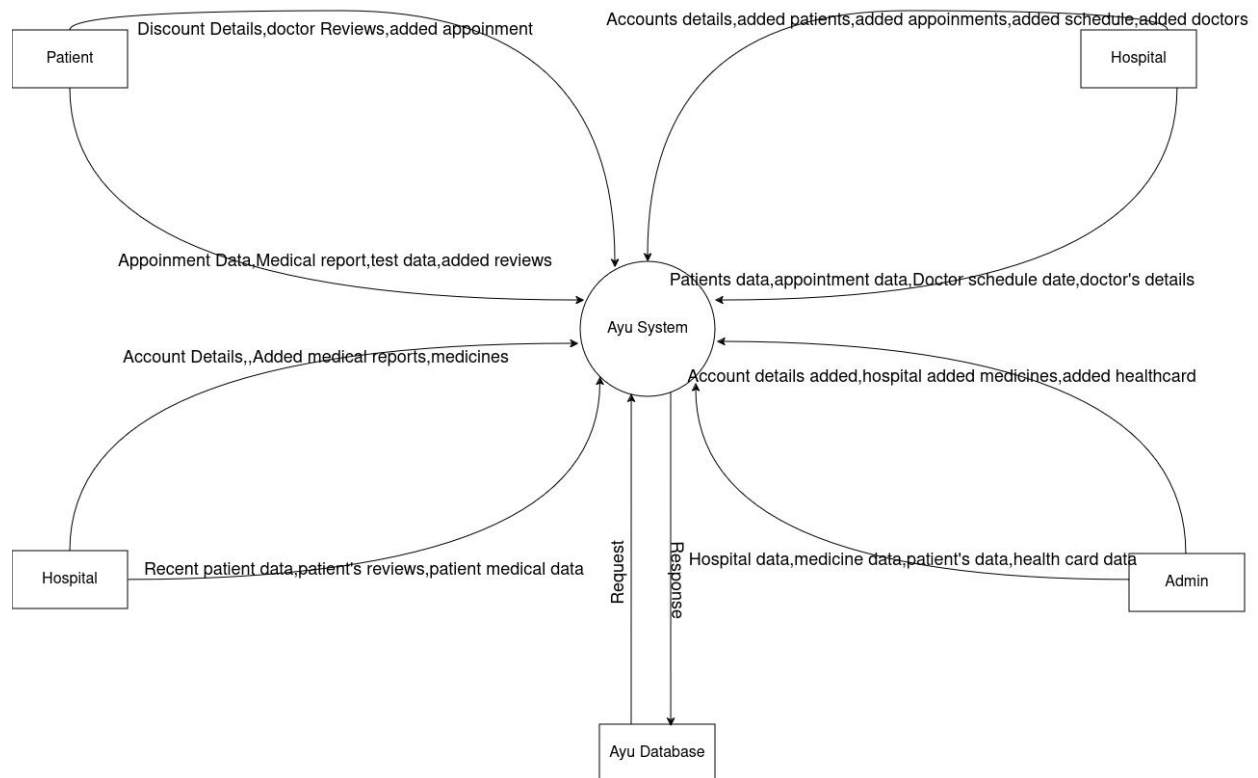 Discount Details,doctor Reviews,added appoinment
Accounts details,added patients,added appoinments,added schedule,added doctors
Patient
Hospital
Appoinment Data,Medical report,test data,added reviews
Patients data,appointment data,Doctor schedule date,doctor's details
Ayu System
Account Details,,Added medical reports,medicines
Account details added,hospital added medicines,added healthcard
Hospital
Recent patient data,patient's reviews,patient medical data
Request
Response
Hospital data,medicine data,patient's data,health card data
Admin
Ayu Database